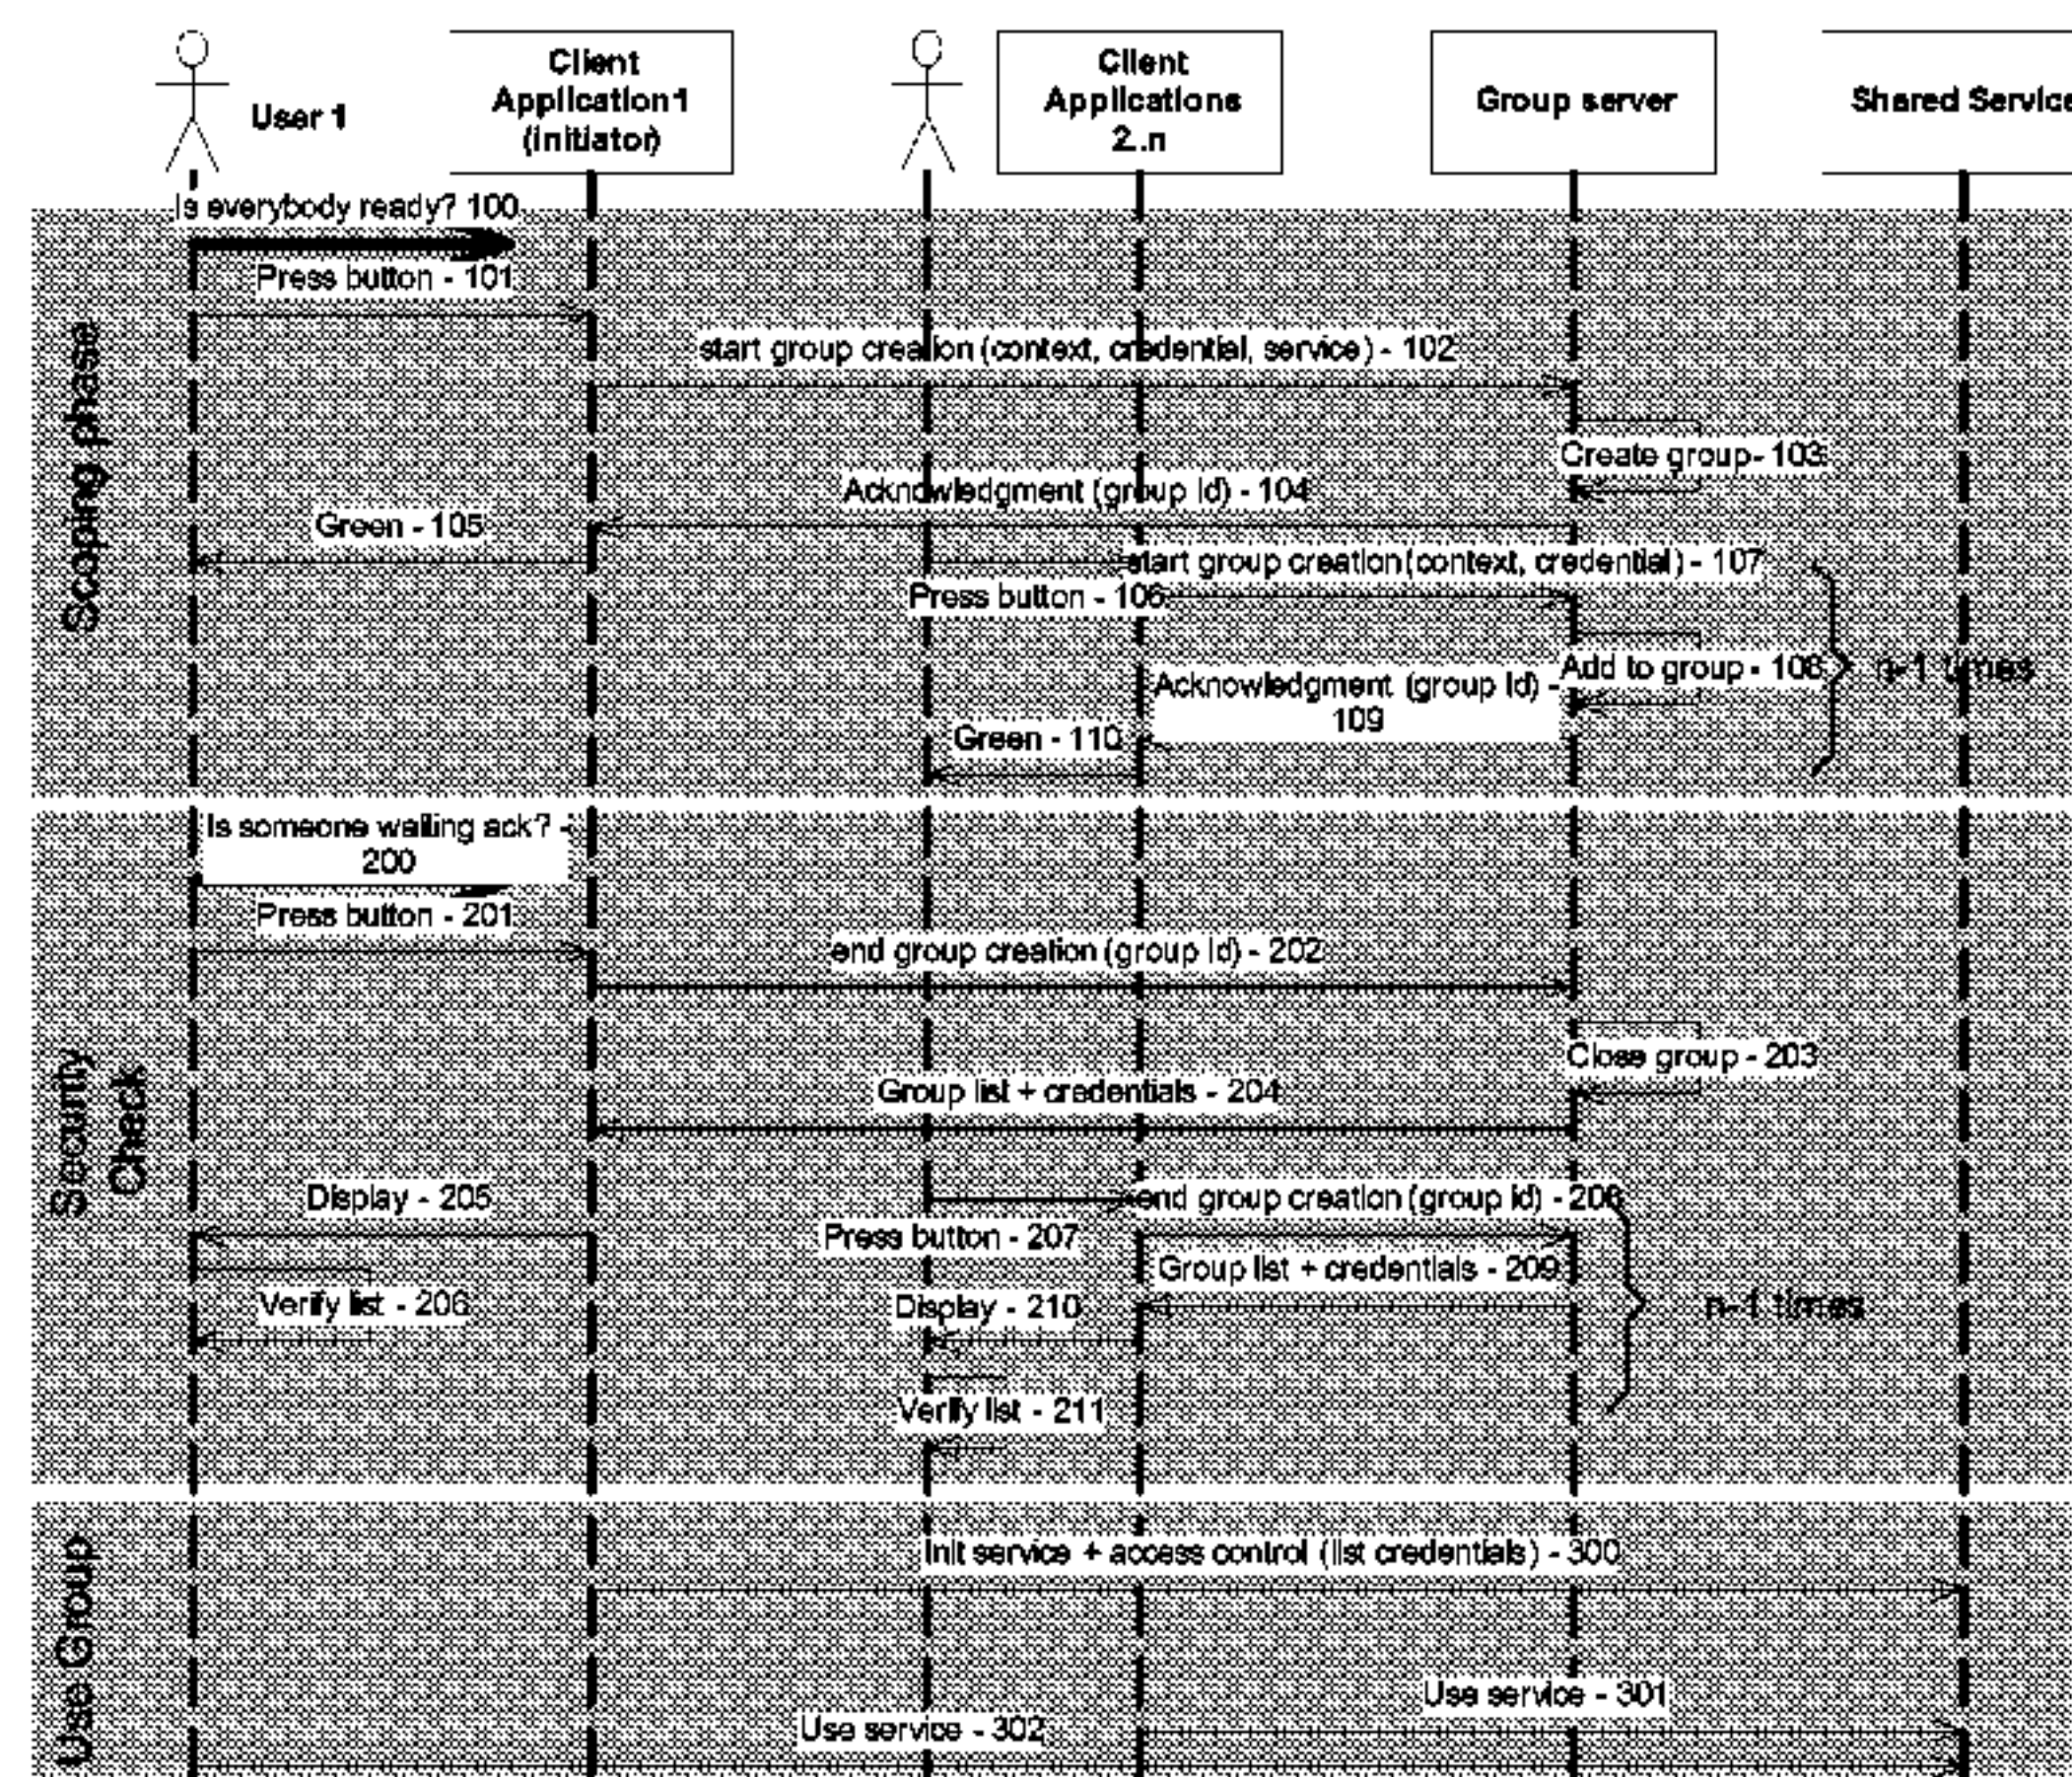 User 1
Client
Application1
(initiator)
Client
Applications
2..n
Group server
Shared Service
Is everybody ready? 100
Press button - 101
start group creation (context, credential, service) - 102
Create group- 103
Acknowledgment (group Id) - 104
Green - 105
start group creation(context, credential) - 107
Press button - 106
Add to group - 108
n-1 times
Acknowledgment (group Id) -
109
Green - 110
Scoping phase
Is someone waiting ack? -
200
Press button - 201
end group creation (group Id) - 202
Close group - 203
Group list + credentials - 204
Display - 205
end group creation (group id) - 208
Press button - 207
Group list + credentials - 209
Verify list - 206
Display - 210
n-1 times
Verify list - 211
Security
Check
Init service + access control (list credentials) - 300
Use service - 301
Use service - 302
Use Group